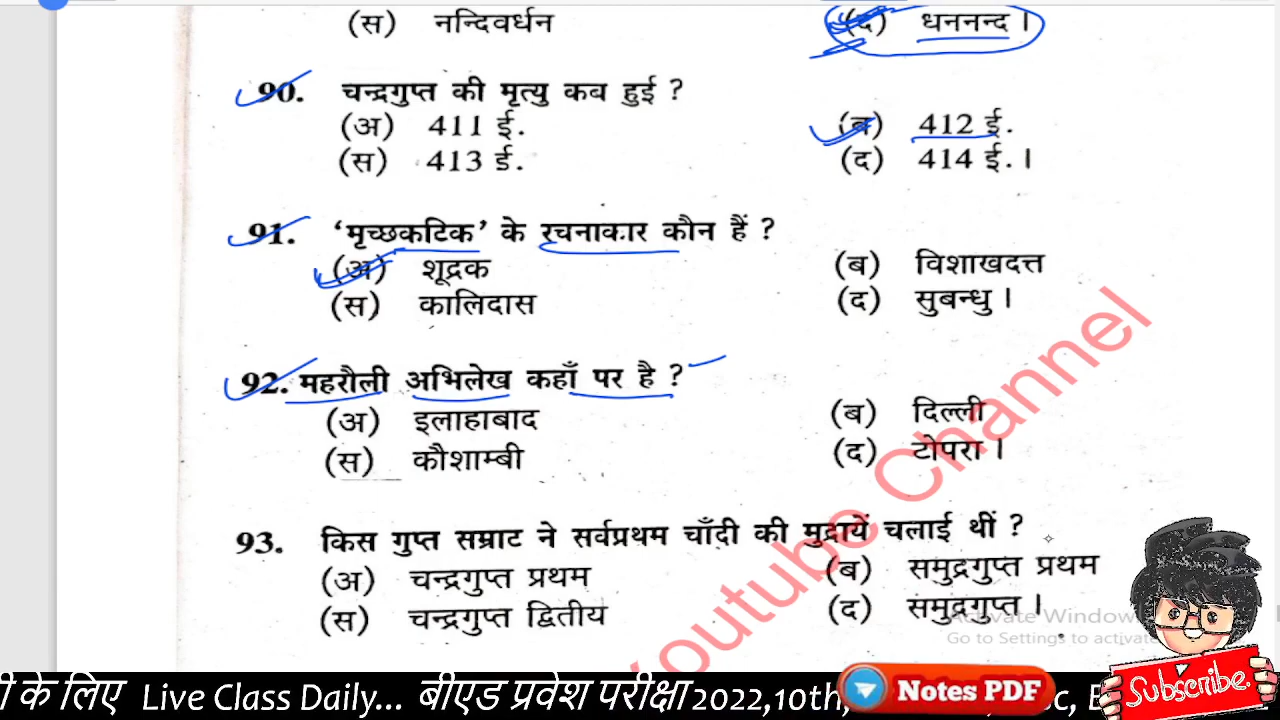 (स) नन्दिवर्धन (द) धननन्द ।
90. चन्द्रगुप्त की मृत्यु कब हुई ?
(अ) 411 ई. (ब) 412 ई.
(स) 413 ई. (द) 414 ई. ।
91. ‘मृच्छकटिक’ के रचनाकार कौन हैं ?
(अ) शूद्रक (ब) विशाखदत्त
(स) कालिदास (द) सुबन्धु ।
92. महरौली अभिलेख कहाँ पर है ?
(अ) इलाहाबाद (ब) दिल्ली
(स) कौशाम्बी (द) टोपरा ।
93. किस गुप्त सम्राट ने सर्वप्रथम चाँदी की मुद्रायें चलाई थीं ?
(अ) चन्द्रगुप्त प्रथम (ब) समुद्रगुप्त प्रथम
(स) चन्द्रगुप्त द्वितीय (द) समुद्रगुप्त ।
Youtube Channel
Activate Window
Go to Settings to activate
के लिए Live Class Daily... बीएड प्रवेश परीक्षा 2022,10th,
Notes PDF
Subscribe.